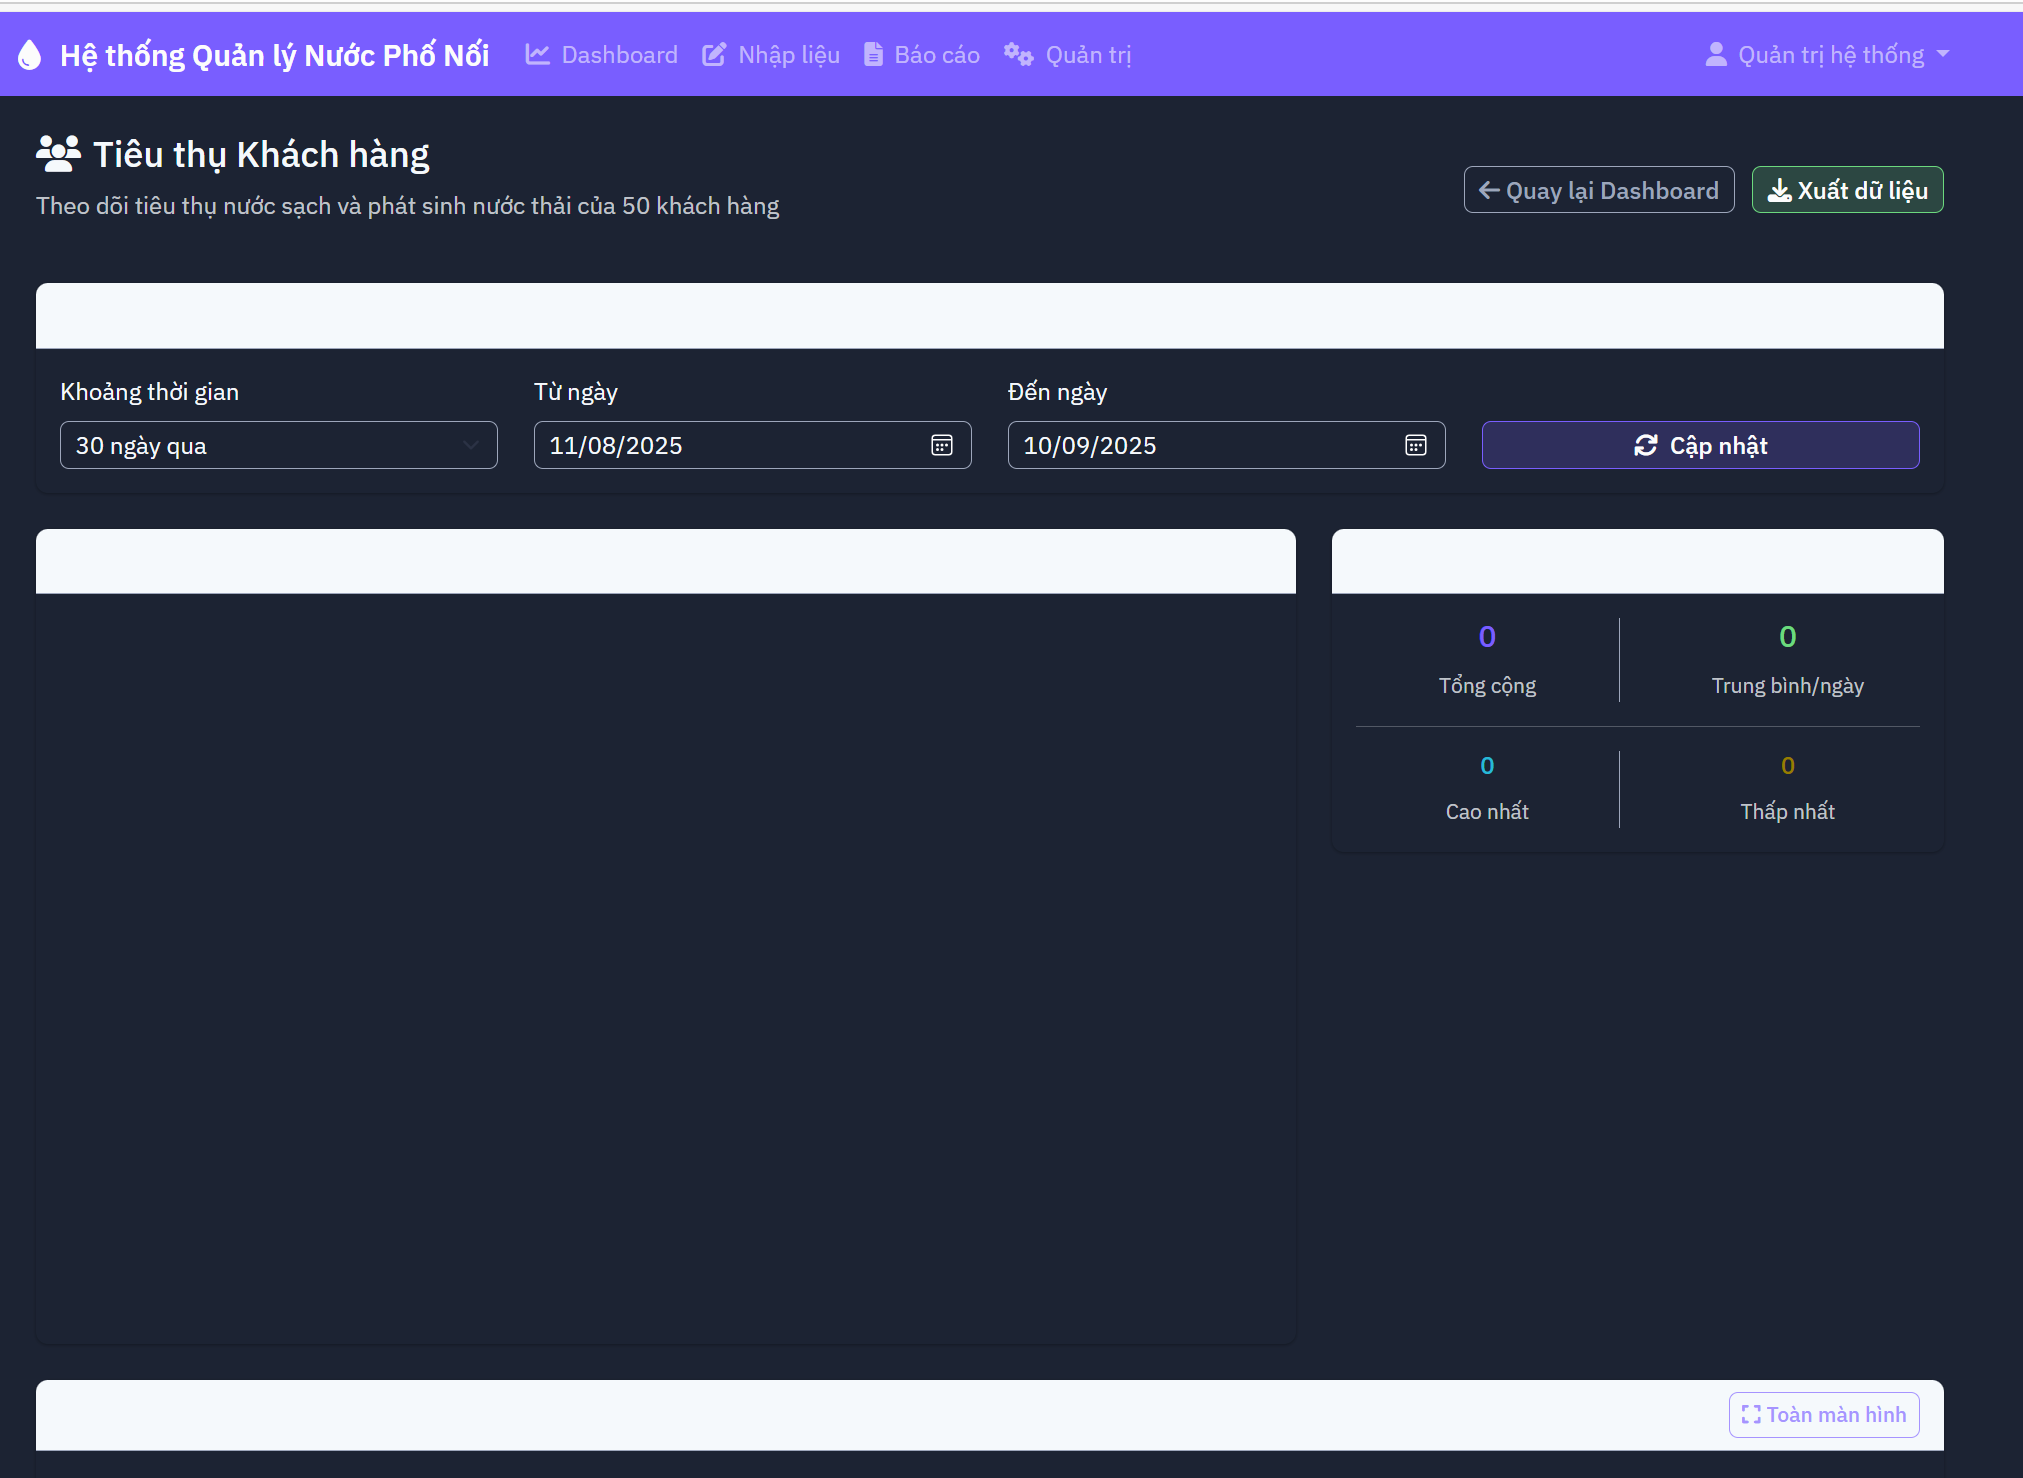 Hệ thống Quản lý Nước Phố Nối
Dashboard
Nhập liệu
Báo cáo
Quản trị
Quản trị hệ thống
Tiêu thụ Khách hàng
Theo dõi tiêu thụ nước sạch và phát sinh nước thải của 50 khách hàng
Quay lại Dashboard
Xuất dữ liệu
Khoảng thời gian
Từ ngày
Đến ngày
30 ngày qua
11/08/2025
10/09/2025
Cập nhật
0
0
Tổng cộng
Trung bình/ngày
0
0
Cao nhất
Thấp nhất
Toàn màn hình